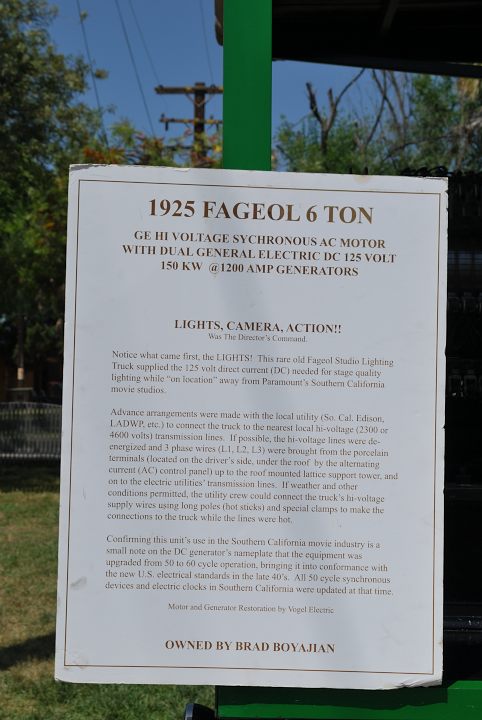 1925 FAGEOL 6 TON
GE HI VOLTAGE SYCHRONOUS AC MOTOR
WITH DUAL GENERAL ELECTRIC DC 125 VOLT
150 KW @1200 AMP GENERATORS
LIGHTS, CAMERA, ACTION!!
Was The Director's Command.
Notice what came first, the LIGHTS! This rare old Fageol Studio Lighting
Truck supplied the 125 volt direct current (DC) needed for stage quality
lighting while "on location" away from Paramount's Southern California
movie studios.
Advance arrangements were made with the local utility (So. Cal. Edison,
LADWP, etc.) to connect the truck to the nearest local hi-voltage (2300 or
4600 volts) transmission lines. If possible, the hi-voltage lines were de-
energized and 3 phase wires (L1, L2, L3) were brought from the porcelain
terminals (located on the driver's side, under the roof by the alternating
current (AC) control panel) up to the roof mounted lattice support tower, and
on to the electric utilities' transmission lines. If weather and other
conditions permitted, the utility crew could connect the truck's hi-voltage
supply wires using long poles (hot sticks) and special clamps to make the
connections to the truck while the lines were hot.
Confirming this unit's use in the Southern California movie industry is a
small note on the DC generator's nameplate that the equipment was
upgraded from 50 to 60 cycle operation, bringing it into conformance with
the new U.S. electrical standards in the late 40's. All 50 cycle synchronous
devices and electric clocks in Southern California were updated at that time.
Motor and Generator Restoration by Vogel Electric
OWNED BY BRAD BOYAJIAN